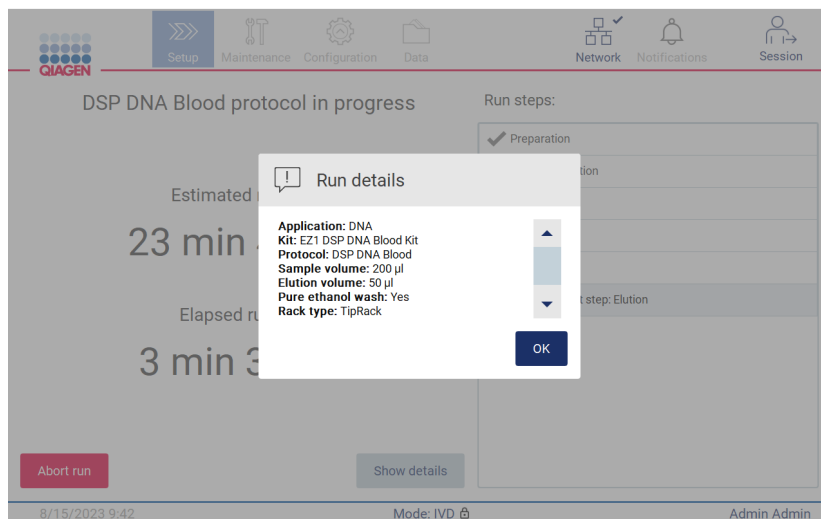 QIAGEN
Setup
Maintenance
Configuration
Data
Network
Notifications
Session
DSP DNA Blood protocol in progress
Run steps:
Preparation
Estimated
23 min
Elapsed
3 min
t step: Elution
Run details
Application: DNA
Kit: EZ1 DSP DNA Blood Kit
Protocol: DSP DNA Blood
Sample volume: 200 µl
Elution volume: 50 µl
Pure ethanol wash: Yes
Rack type: TipRack
OK
Abort run
Show details
8/15/2023 9:42
Mode: IVD
Admin Admin